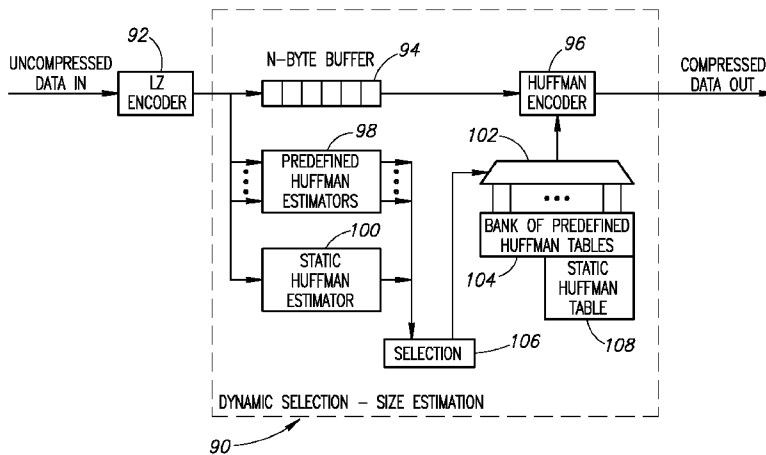 92
UNCOMPRESSED
DATA IN
LZ
ENCODER
N-BYTE BUFFER
94
96
HUFFMAN
ENCODER
COMPRESSED
DATA OUT
98
PREDEFINED
HUFFMAN
ESTIMATORS
102
BANK OF PREDEFINED
HUFFMAN TABLES
100
STATIC
HUFFMAN
ESTIMATOR
104
STATIC
HUFFMAN
TABLE
SELECTION
106
108
DYNAMIC SELECTION - SIZE ESTIMATION
90